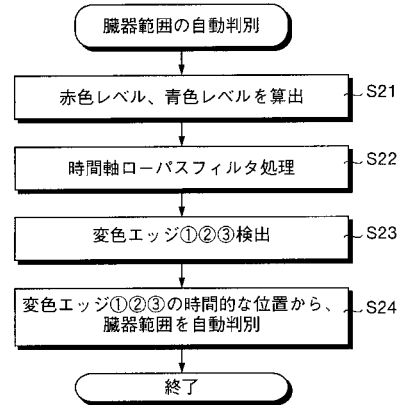 臓器範囲の自動判別
赤色レベル、青色レベルを算出
S21
時間軸ローパスフィルタ処理
S22
変色エッジ①②③検出
S23
変色エッジ①②③の時間的な位置から、
臓器範囲を自動判別
S24
終了